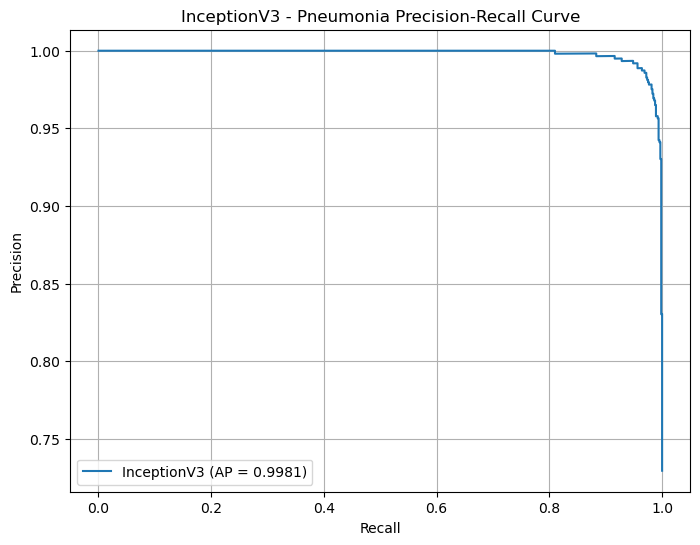 InceptionV3 - Pneumonia Precision-Recall Curve
1.00
0.95
0.90
0.85
0.80
0.75
Precision
InceptionV3 (AP = 0.9981)
0.0 0.2 0.4 0.6 0.8 1.0
Recall